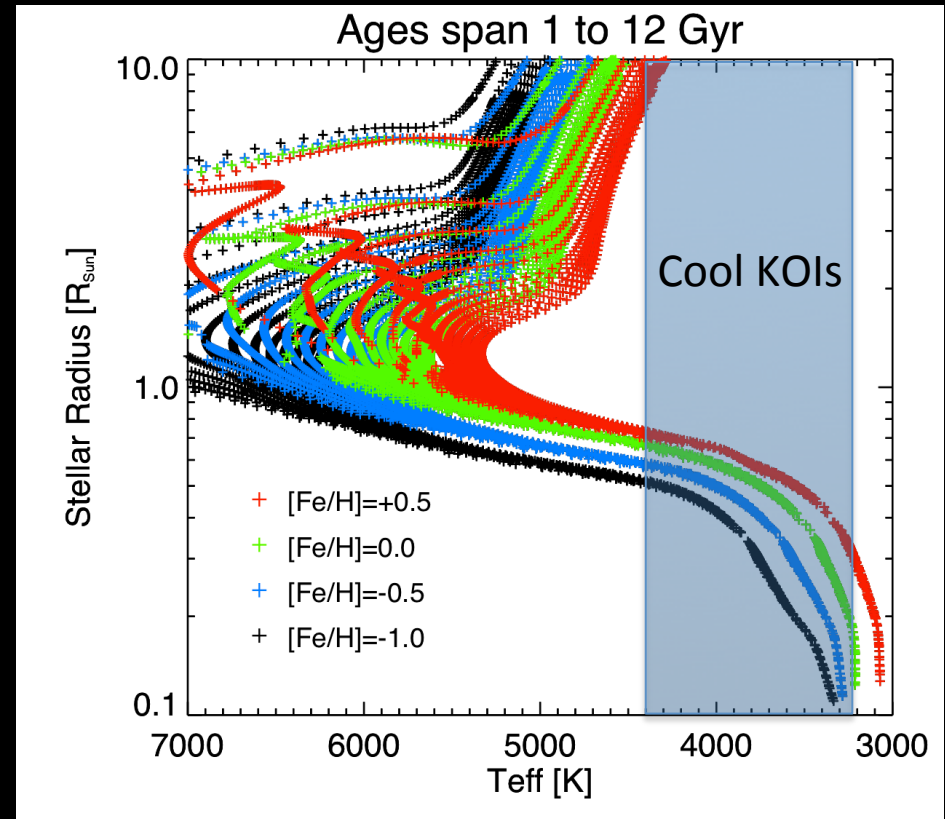 Ages span 1 to 12 Gyr
10.0
1.0
0.1
Stellar Radius [R_Sun]
Cool KOIs
+ [Fe/H]=+0.5
+ [Fe/H]=0.0
+ [Fe/H]=-0.5
+ [Fe/H]=-1.0
7000 6000 5000 4000 3000
Teff [K]